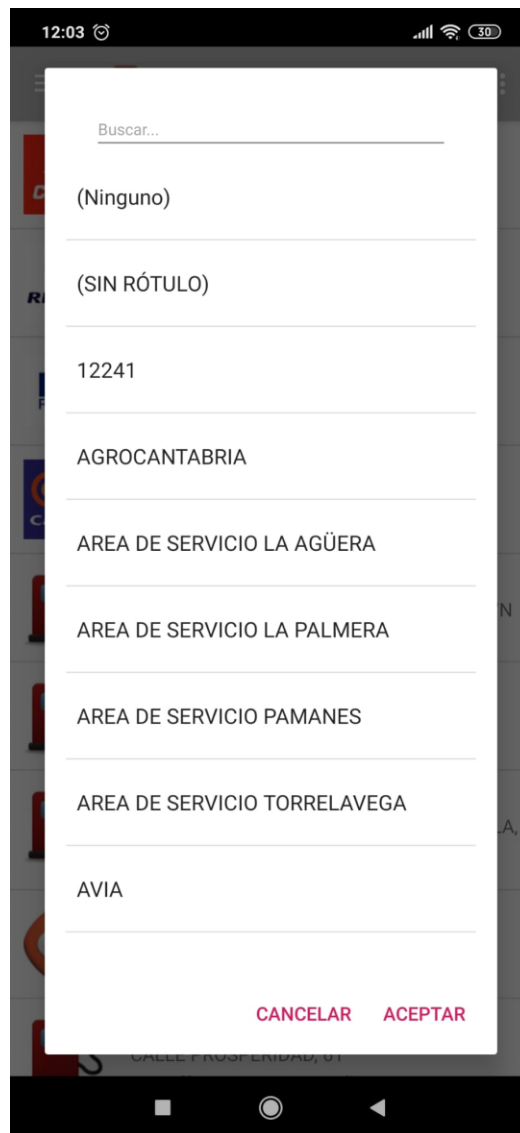 12:03
30
Buscar...
(Ninguno)
(SIN RÓTULO)
12241
AGROCANTABRIA
AREA DE SERVICIO LA AGÜERA
AREA DE SERVICIO LA PALMERA
AREA DE SERVICIO PAMANES
AREA DE SERVICIO TORRELAVEGA
AVIA
CANCELAR ACEPTAR
CALLE PROSPERIDAD, 61